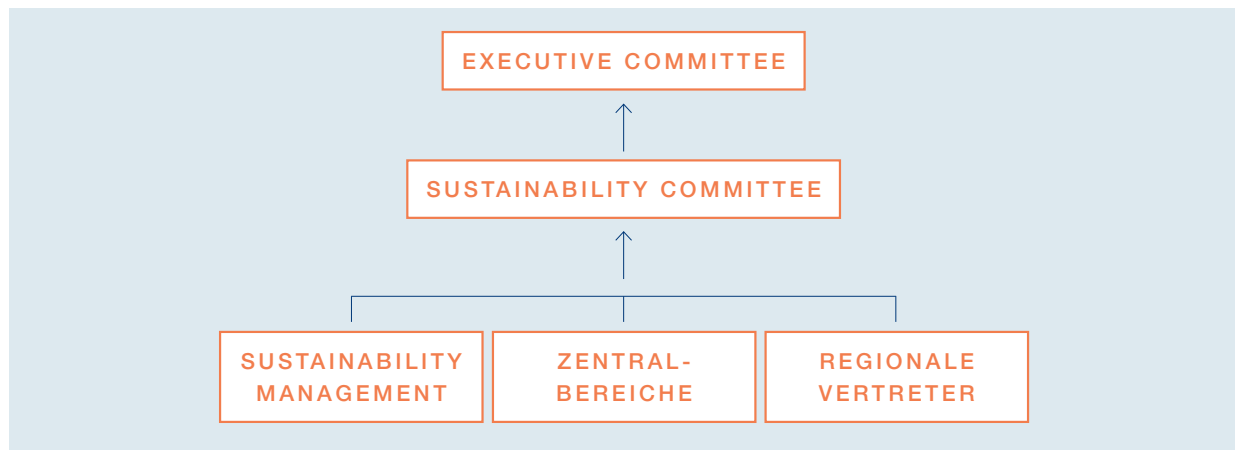 EXECUTIVE COMMITTEE
SUSTAINABILITY COMMITTEE
SUSTAINABILITY
MANAGEMENT
ZENTRAL-
BEREICHE
REGIONALE
VERTRETER